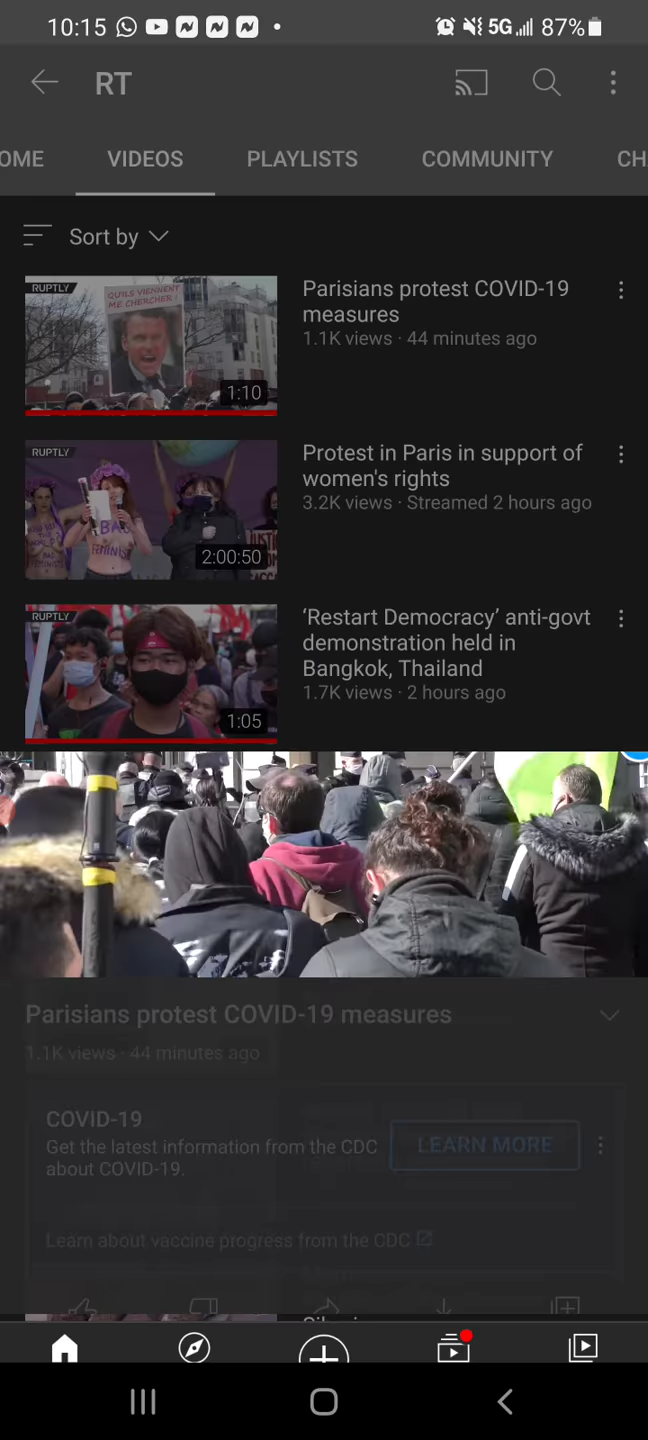 10:15
5G
87%
RT
OME
VIDEOS
PLAYLISTS
COMMUNITY
CH
Sort by
RUPTLY
QU'ILS VIENNENT
ME CHERCHER !
1:10
Parisians protest COVID-19
measures
1.1K views · 44 minutes ago
RUPTLY
BAD
FEMINIST
2:00:50
Protest in Paris in support of
women's rights
3.2K views · Streamed 2 hours ago
RUPTLY
1:05
‘Restart Democracy’ anti-govt
demonstration held in
Bangkok, Thailand
1.7K views · 2 hours ago
Parisians protest COVID-19 measures
1.1K views · 44 minutes ago
COVID-19
Get the latest information from the CDC
about COVID-19.
LEARN MORE
Learn about vaccine progress from the CDC